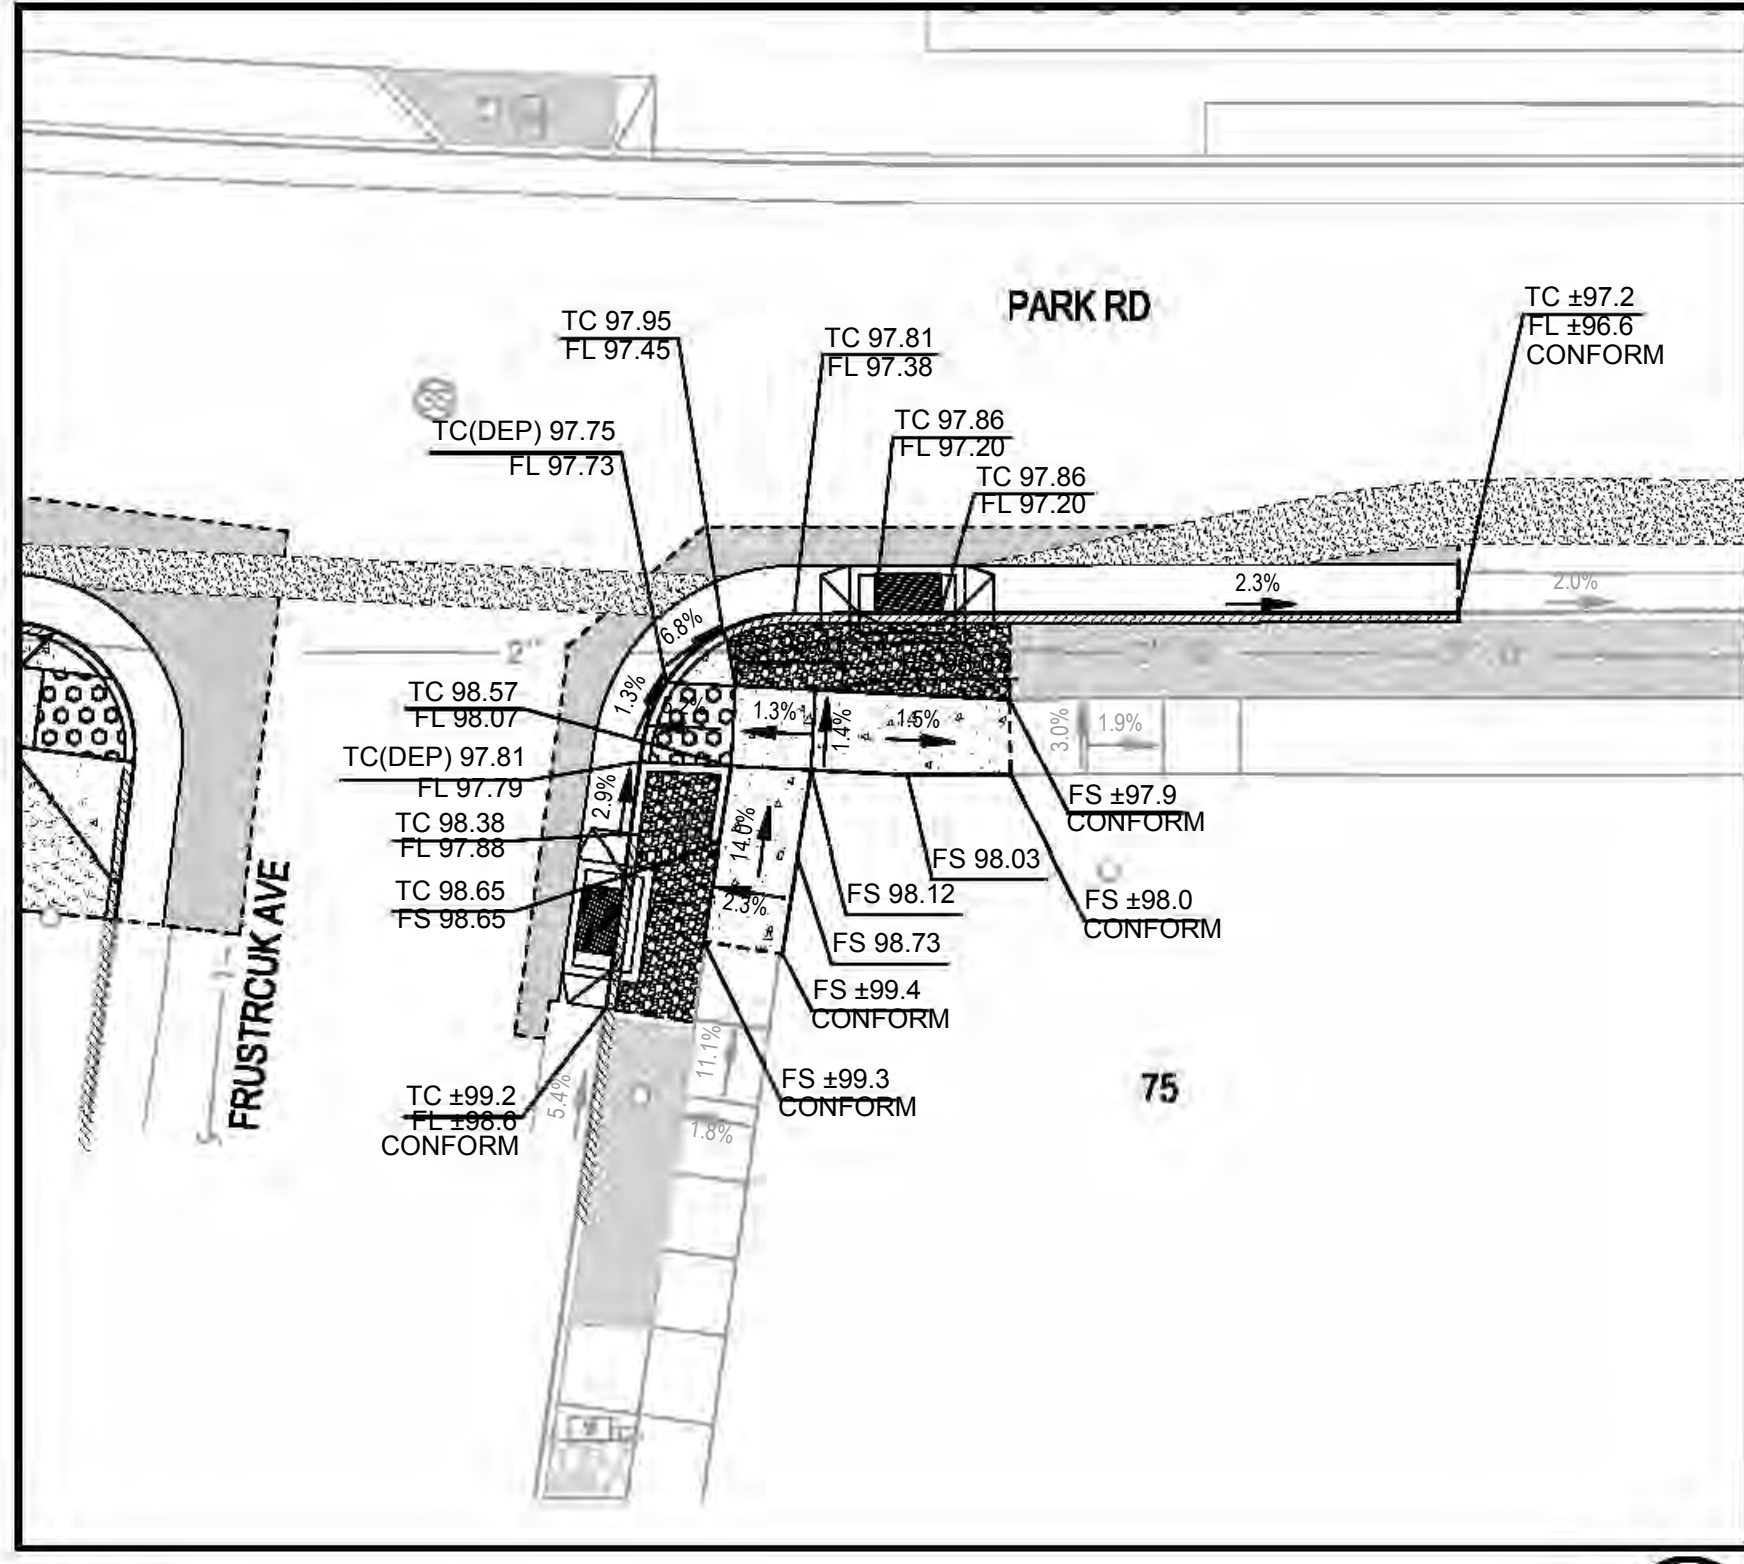 PARK RD
TC ±97.2
FL ±96.6
CONFORM
TC 97.95
FL 97.45
TC 97.81
FL 97.38
TC(DEP) 97.75
FL 97.73
TC 97.86
FL 97.20
TC 97.86
FL 97.20
2.3%
2.0%
6.8%
1.3%
TC 98.57
FL 98.07
1.3%
1.4%
1.5%
3.0%
1.9%
TC(DEP) 97.81
FL 97.79
2.9%
TC 98.38
FL 97.88
14.0%
FS ±97.9
CONFORM
FS 98.03
TC 98.65
FS 98.65
2.3%
FS 98.12
FS ±98.0
CONFORM
FS 98.73
FS ±99.4
CONFORM
FRUSTRCUK AVE
11.1%
5.4%
FS ±99.3
CONFORM
TC ±99.2
FL ±98.6
CONFORM
1.8%
75